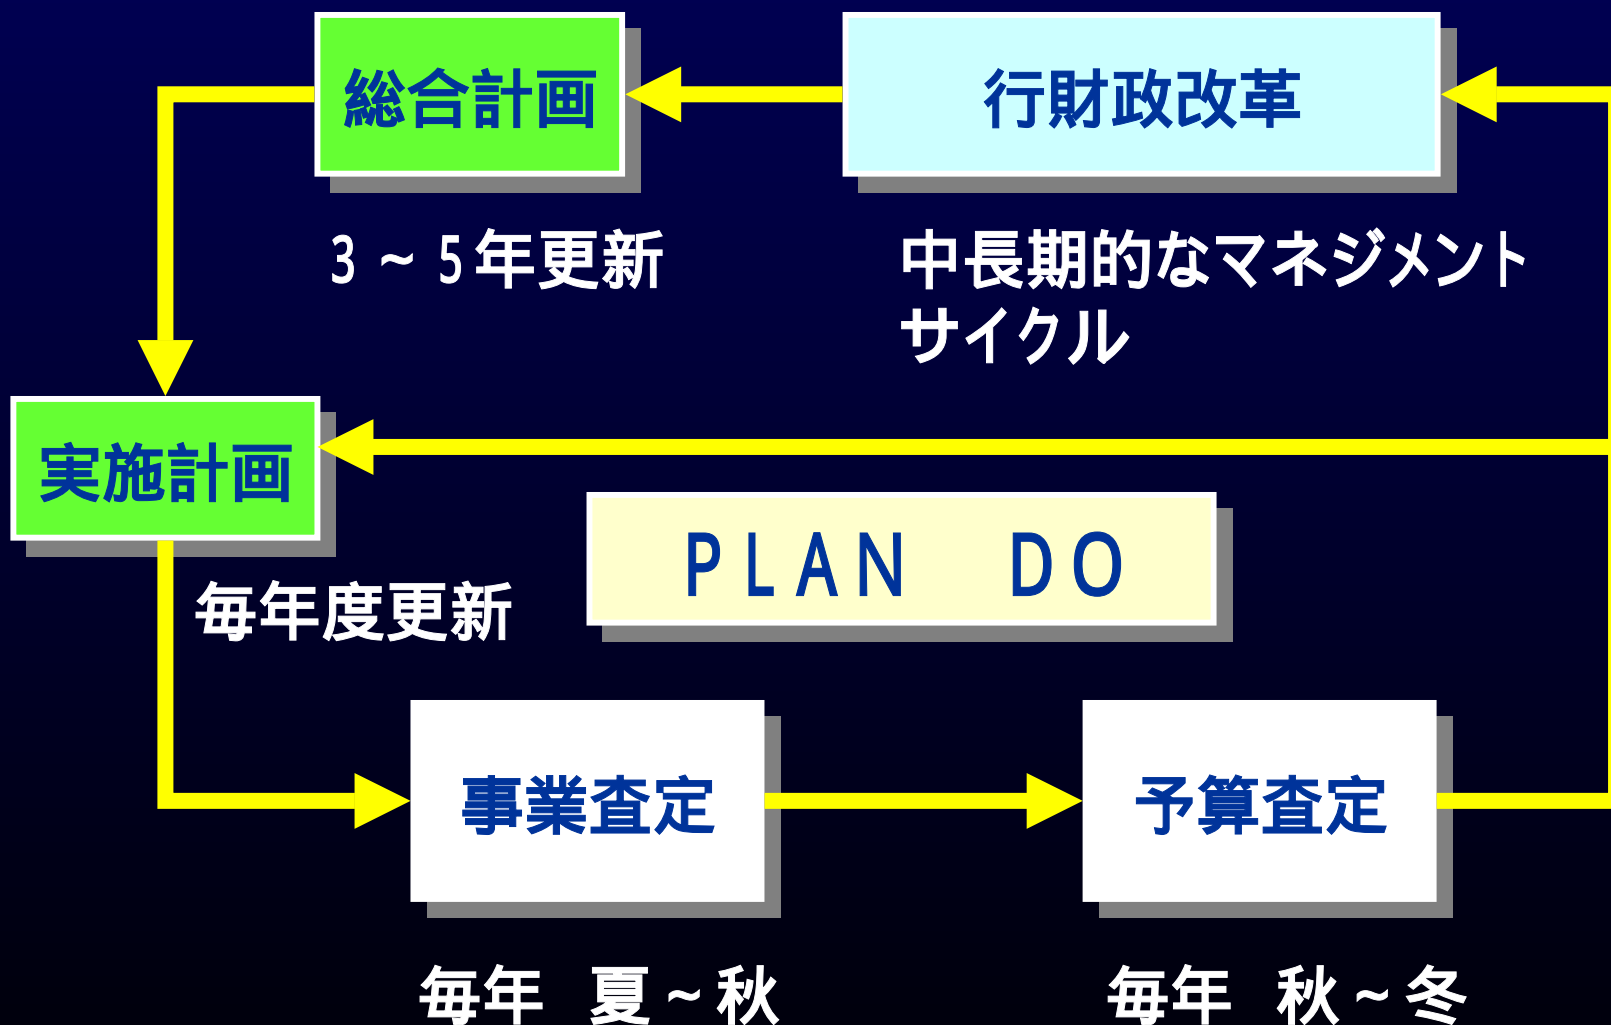 総合計画
行財政改革
3～5年更新
中長期的なマネジメント
サイクル
実施計画
PLAN　DO
毎年度更新
事業査定
予算査定
毎年　夏～秋
毎年　秋～冬